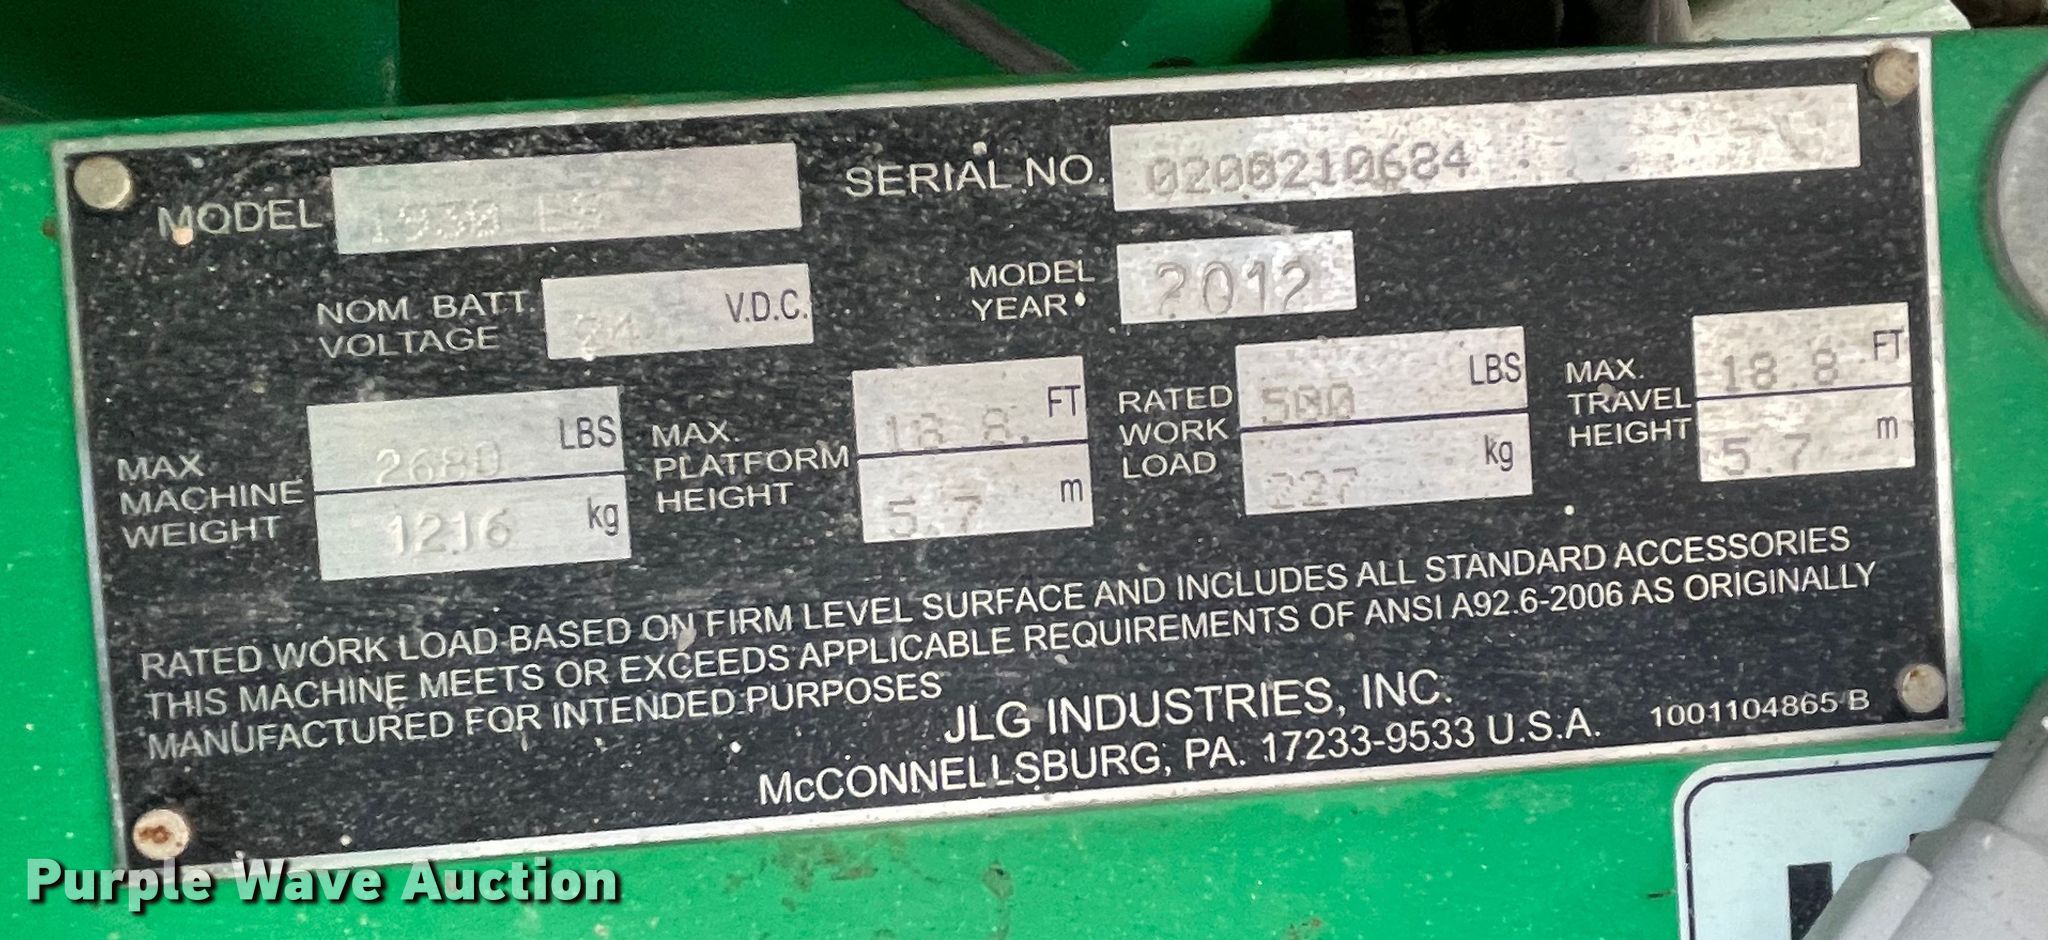 MODEL 1930 ES
SERIAL NO. 0200210684
NOM. BATT. VOLTAGE 24 V.D.C.
MODEL YEAR 2012
MAX. MACHINE WEIGHT 2680 LBS 1216 kg
MAX. PLATFORM HEIGHT 18.8 FT 5.7 m
RATED WORK LOAD 500 LBS 227 kg
MAX. TRAVEL HEIGHT 18.8 FT 5.7 m
RATED WORK LOAD BASED ON FIRM LEVEL SURFACE AND INCLUDES ALL STANDARD ACCESSORIES
THIS MACHINE MEETS OR EXCEEDS APPLICABLE REQUIREMENTS OF ANSI A92.6-2006 AS ORIGINALLY
MANUFACTURED FOR INTENDED PURPOSES
JLG INDUSTRIES, INC.
McCONNELLSBURG, PA. 17233-9533 U.S.A.
1001104865 B
Purple Wave Auction